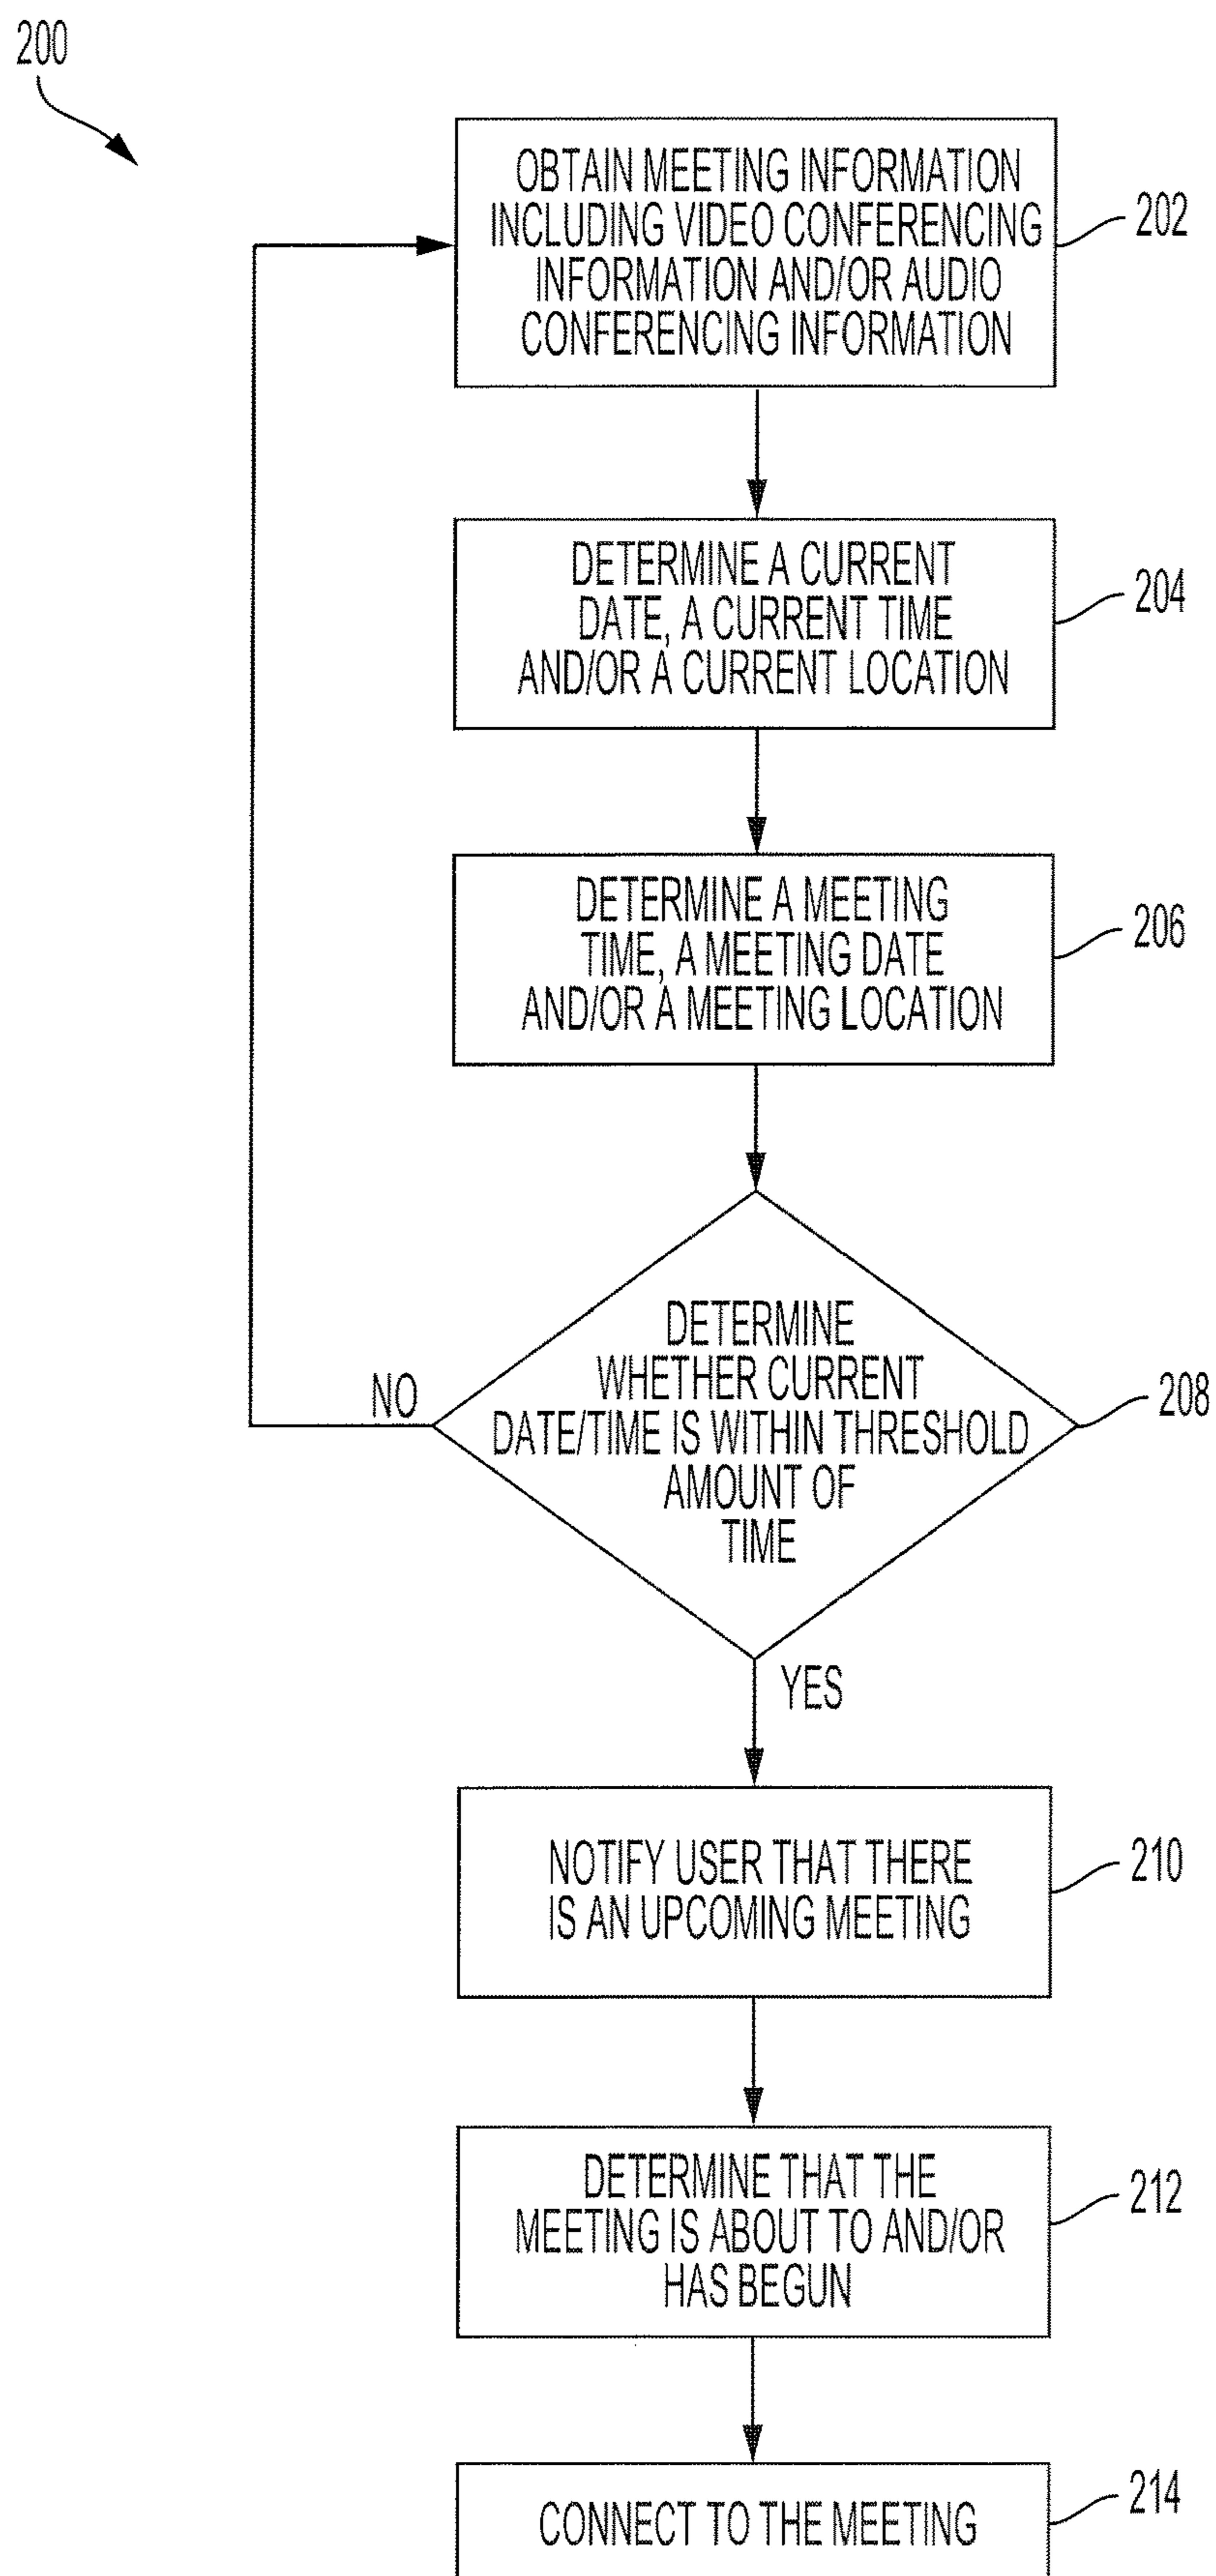 200
OBTAIN MEETING INFORMATION
INCLUDING VIDEO CONFERENCING
INFORMATION AND/OR AUDIO
CONFERENCING INFORMATION
202
DETERMINE A CURRENT
DATE, A CURRENT TIME
AND/OR A CURRENT LOCATION
204
DETERMINE A MEETING
TIME, A MEETING DATE
AND/OR A MEETING LOCATION
206
DETERMINE
WHETHER CURRENT
DATE/TIME IS WITHIN THRESHOLD
AMOUNT OF
TIME
208
NO
YES
NOTIFY USER THAT THERE
IS AN UPCOMING MEETING
210
DETERMINE THAT THE
MEETING IS ABOUT TO AND/OR
HAS BEGUN
212
CONNECT TO THE MEETING
214